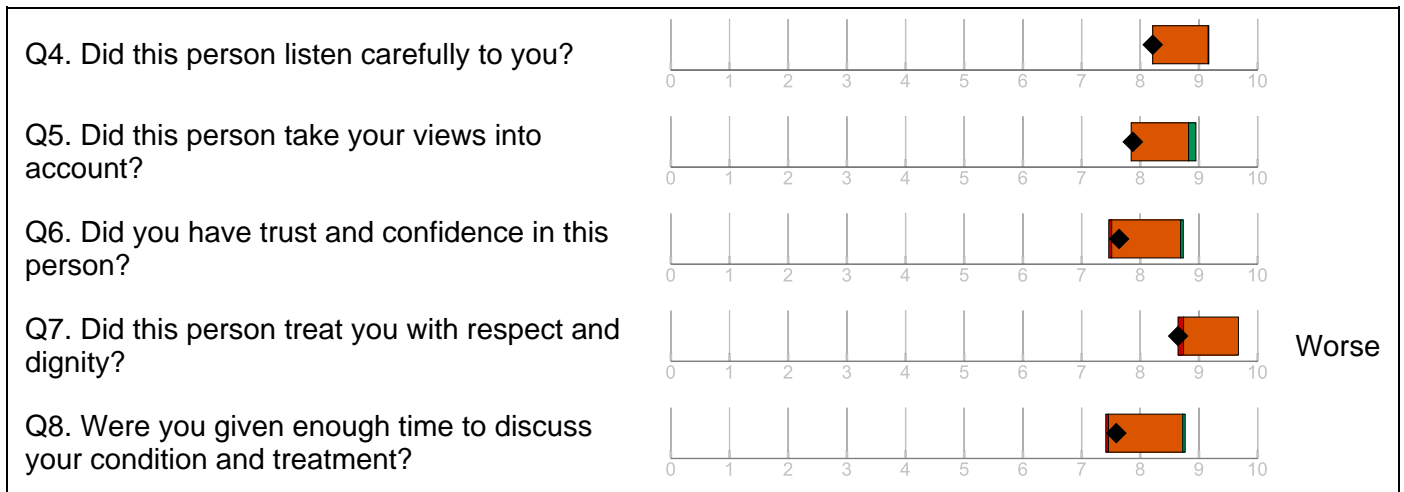 Q4. Did this person listen carefully to you?
0 1 2 3 4 5 6 7 8 9 10
Q5. Did this person take your views into
account?
0 1 2 3 4 5 6 7 8 9 10
Q6. Did you have trust and confidence in this
person?
0 1 2 3 4 5 6 7 8 9 10
Q7. Did this person treat you with respect and
dignity?
Worse
0 1 2 3 4 5 6 7 8 9 10
Q8. Were you given enough time to discuss
your condition and treatment?
0 1 2 3 4 5 6 7 8 9 10